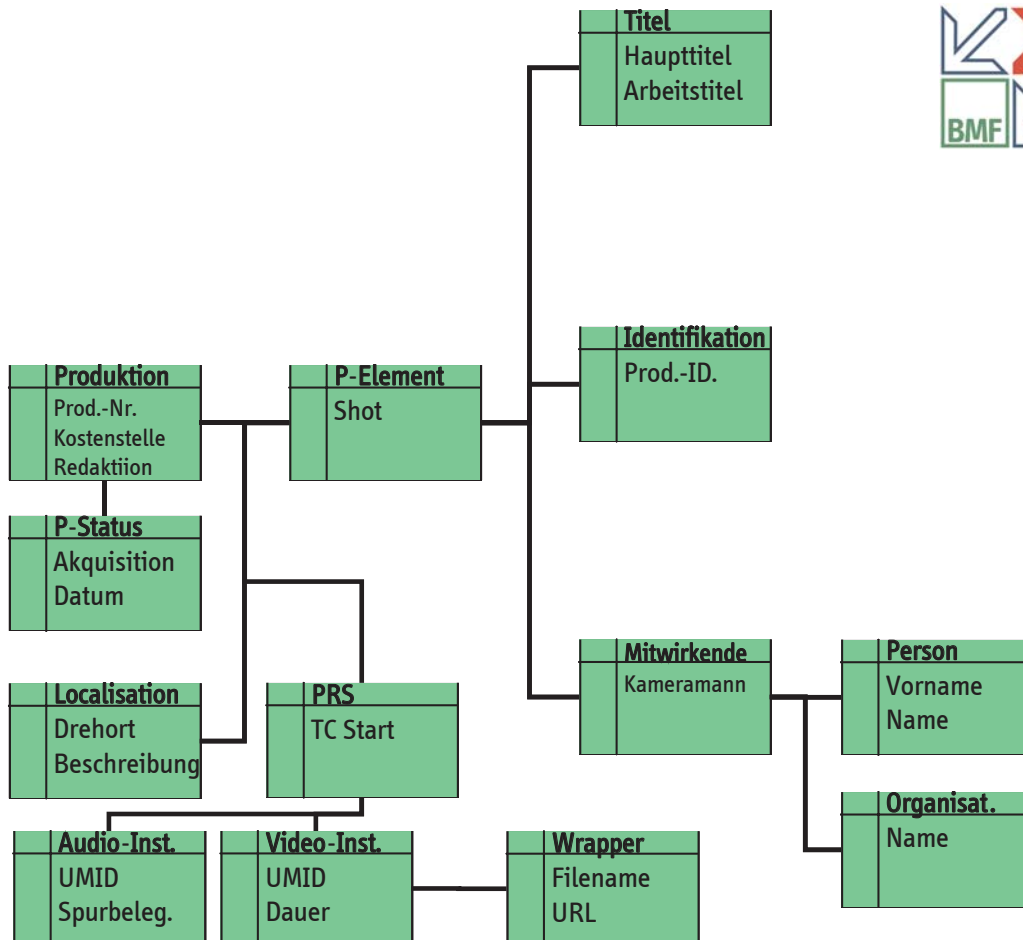 Titel
Haupttitel
Arbeitstitel
BMF
Identifikation
Prod.-ID.
Produktion
Prod.-Nr.
Kostenstelle
Redaktiion
P-Element
Shot
P-Status
Akquisition
Datum
Mitwirkende
Kameramann
Person
Vorname
Name
Localisation
Drehort
Beschreibung
PRS
TC Start
Organisat.
Name
Audio-Inst.
UMID
Spurbeleg.
Video-Inst.
UMID
Dauer
Wrapper
Filename
URL